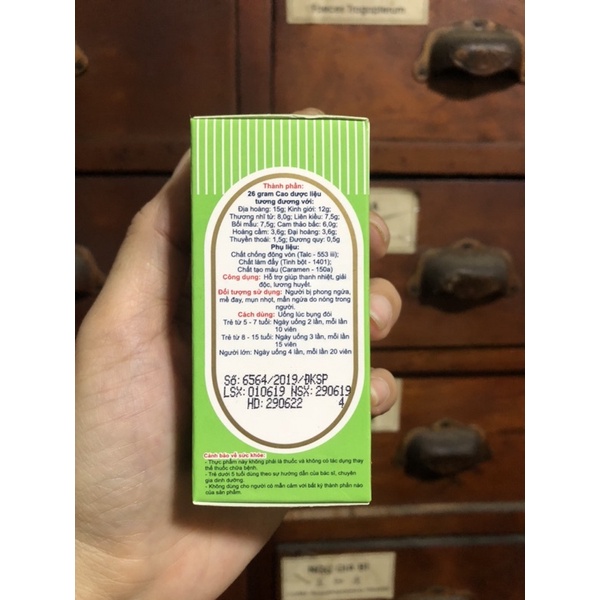 Faeces Trogopterum
Thành phần:
26 gram Cao dược liệu
tương đương với:
Địa hoàng: 15g; Kinh giới: 12g;
Thương nhĩ tử: 8,0g; Liên kiều: 7,5g;
Bối mẫu: 7,5g; Cam thảo bắc: 6,0g;
Hoàng cầm: 3,6g; Đại hoàng: 3,6g;
Thuyền thoái: 1,5g; Đương quy: 0,5g
Phụ liệu:
Chất chống đông vón (Talc - 553 iii);
Chất làm đầy (Tinh bột - 1401);
Chất tạo màu (Caramen - 150a)
Công dụng: Hỗ trợ giúp thanh nhiệt, giải
độc, lương huyết.
Đối tượng sử dụng: Người bị phong ngứa,
mề đay, mụn nhọt, mẩn ngứa do nóng trong
người.
Cách dùng: Uống lúc bụng đói
Trẻ từ 5 - 7 tuổi: Ngày uống 2 lần, mỗi lần
10 viên
Trẻ từ 8 - 15 tuổi: Ngày uống 3 lần, mỗi lần
15 viên
Người lớn: Ngày uống 4 lần, mỗi lần 20 viên
Số: 6564/2019/ĐKSP
LSX: 010619 NSX: 290619
HD: 290622 4
Cảnh báo về sức khỏe:
- Thực phẩm này không phải là thuốc và không có tác dụng thay
thế thuốc chữa bệnh.
- Trẻ dưới 5 tuổi dùng theo sự hướng dẫn của bác sĩ, chuyên
gia dinh dưỡng.
- Không dùng cho người có mẫn cảm với bất kỳ thành phần nào
của sản phẩm.
NGŨ GIA BÌ